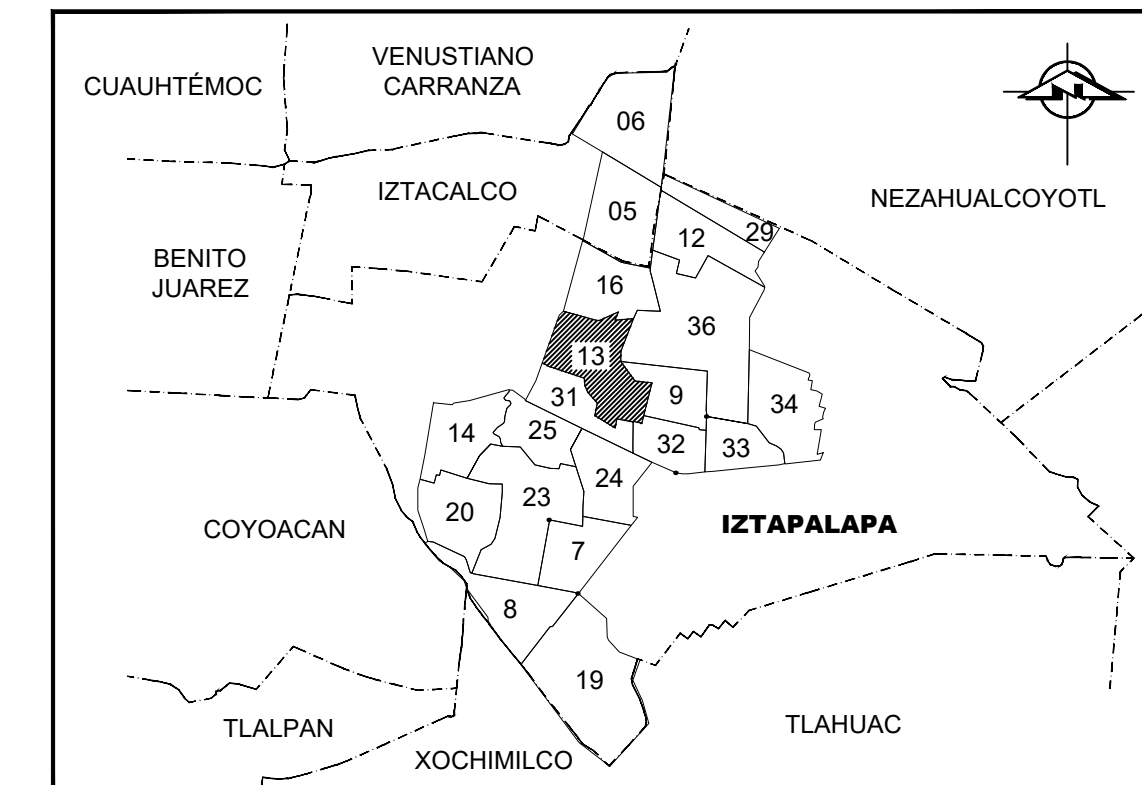 VENUSTIANO
CARRANZA
CUAUHTÉMOC
06
IZTACALCO
NEZAHUALCOYOTL
05
29
12
BENITO
JUAREZ
16
36
13
9
31
34
14
25
32
33
24
23
20
COYOACAN
IZTAPALAPA
7
8
19
TLALPAN
TLAHUAC
XOCHIMILCO
N